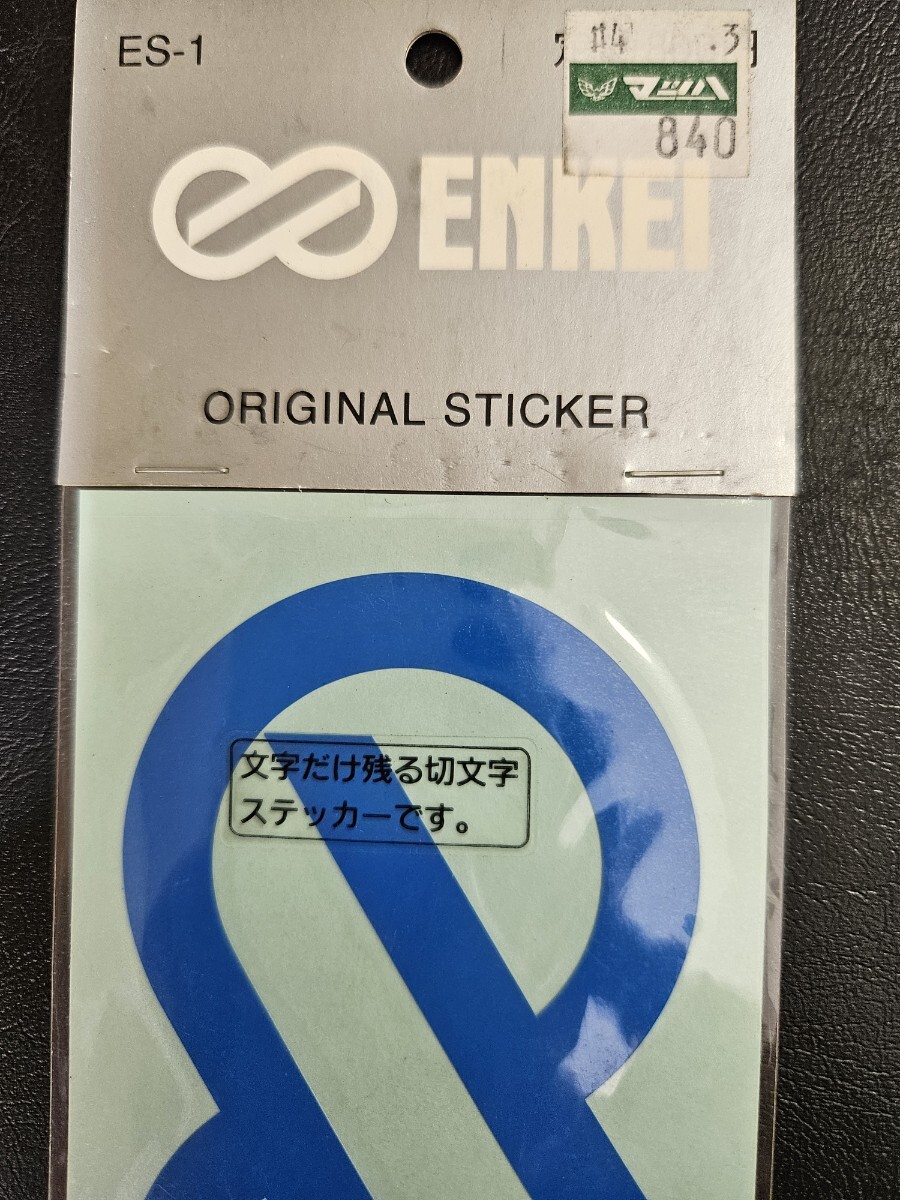 ES-1
マッハ
840
ENKEI
ORIGINAL STICKER
文字だけ残る切文字
ステッカーです。